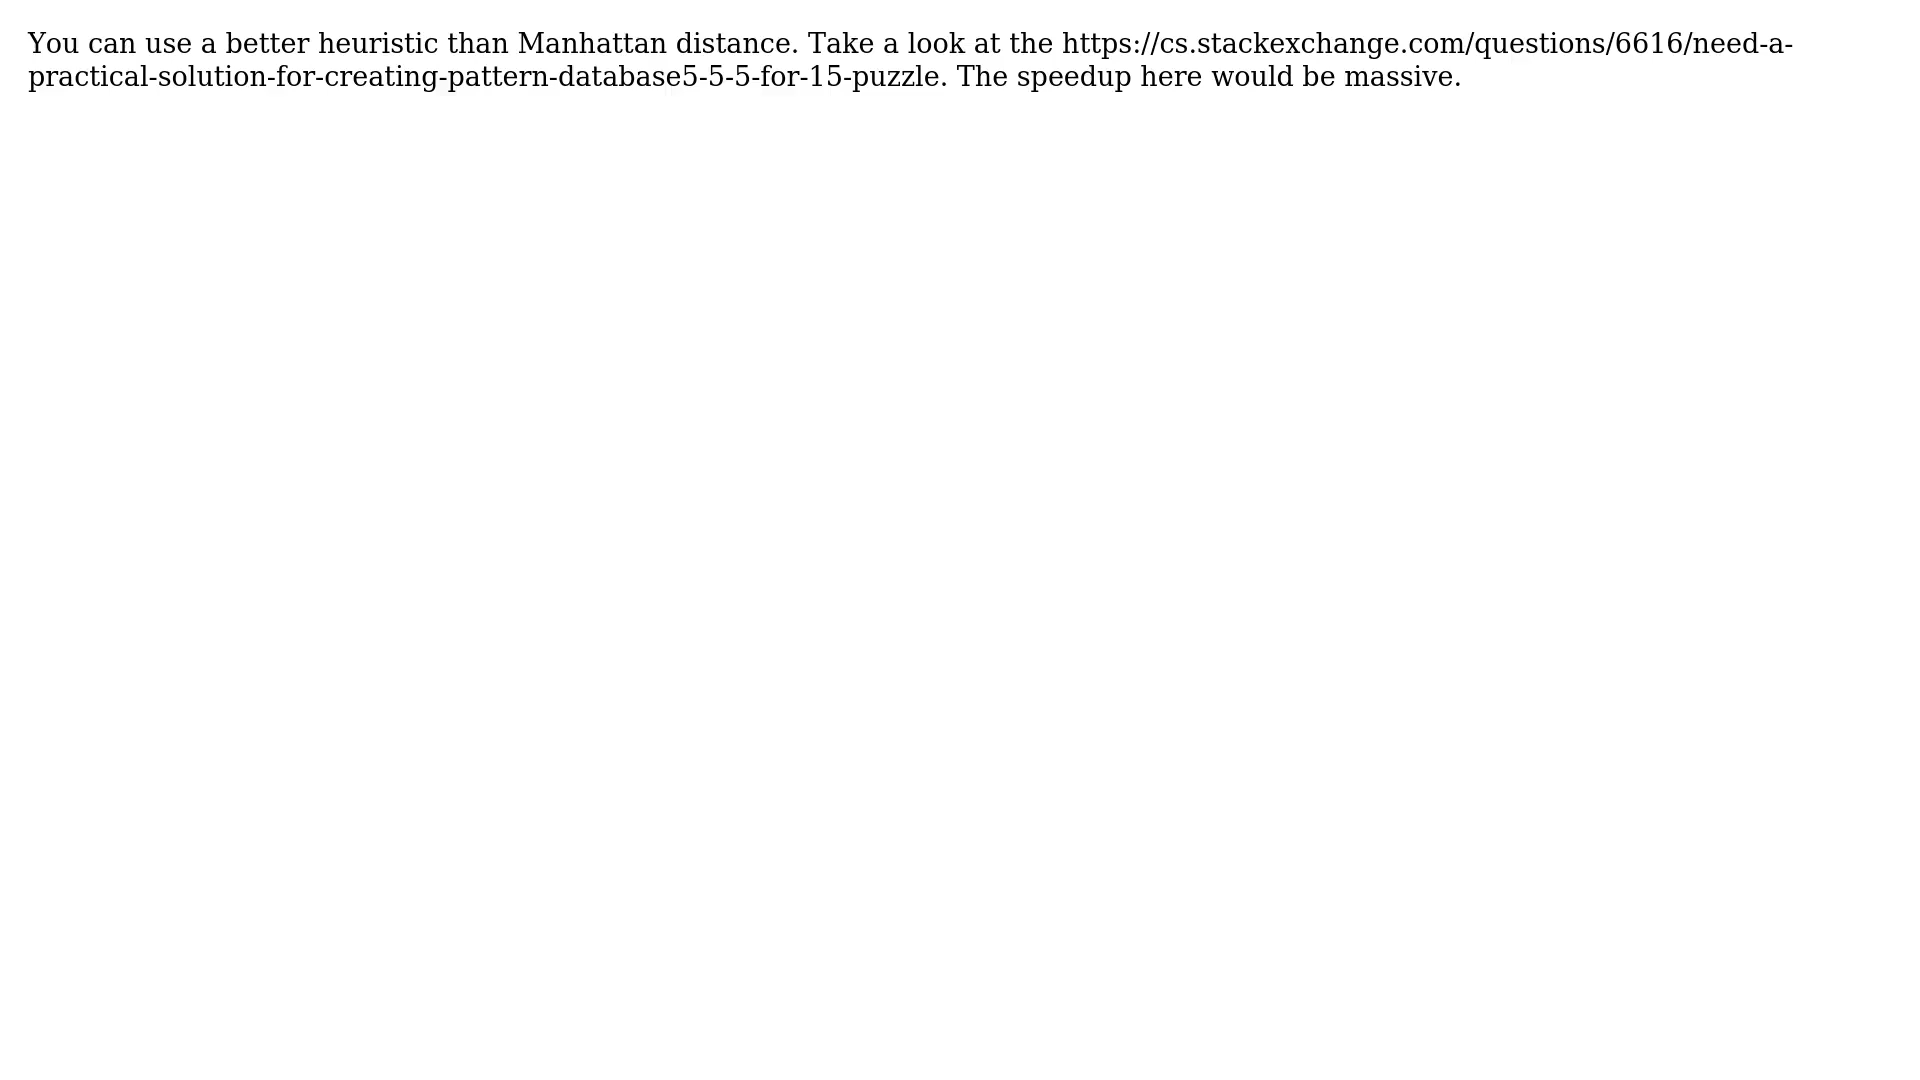 You can use a better heuristic than Manhattan distance. Take a look at the https://cs.stackexchange.com/questions/6616/need-a-
practical-solution-for-creating-pattern-database5-5-5-for-15-puzzle. The speedup here would be massive.